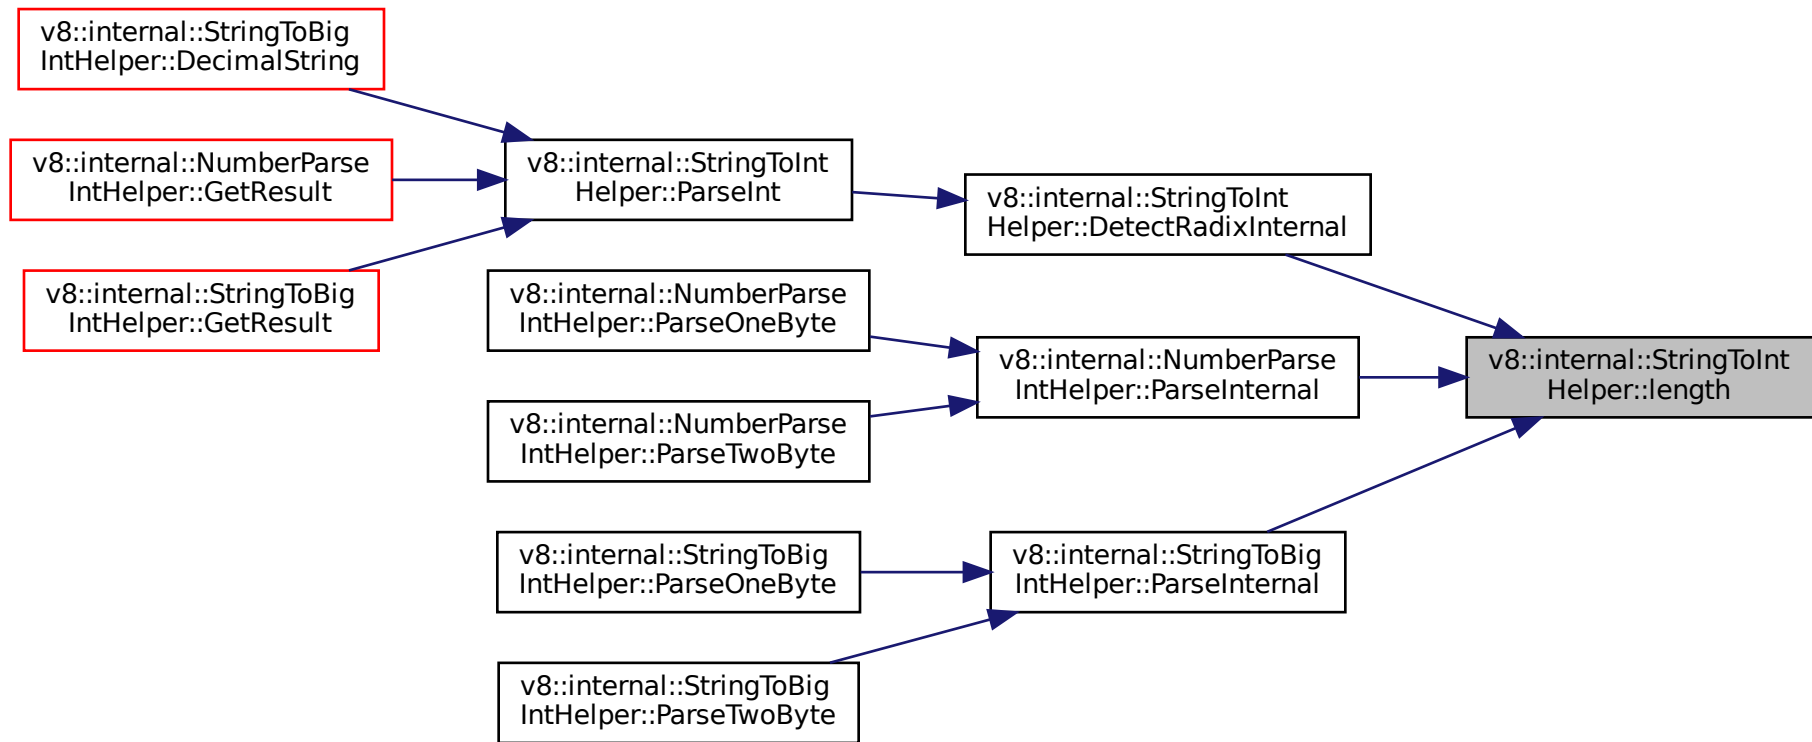 v8::internal::StringToBig
IntHelper::DecimalString
v8::internal::NumberParse
IntHelper::GetResult
v8::internal::StringToBig
IntHelper::GetResult
v8::internal::StringToInt
Helper::ParseInt
v8::internal::NumberParse
IntHelper::ParseOneByte
v8::internal::NumberParse
IntHelper::ParseTwoByte
v8::internal::StringToBig
IntHelper::ParseOneByte
v8::internal::StringToBig
IntHelper::ParseTwoByte
v8::internal::StringToInt
Helper::DetectRadixInternal
v8::internal::NumberParse
IntHelper::ParseInternal
v8::internal::StringToBig
IntHelper::ParseInternal
v8::internal::StringToInt
Helper::length